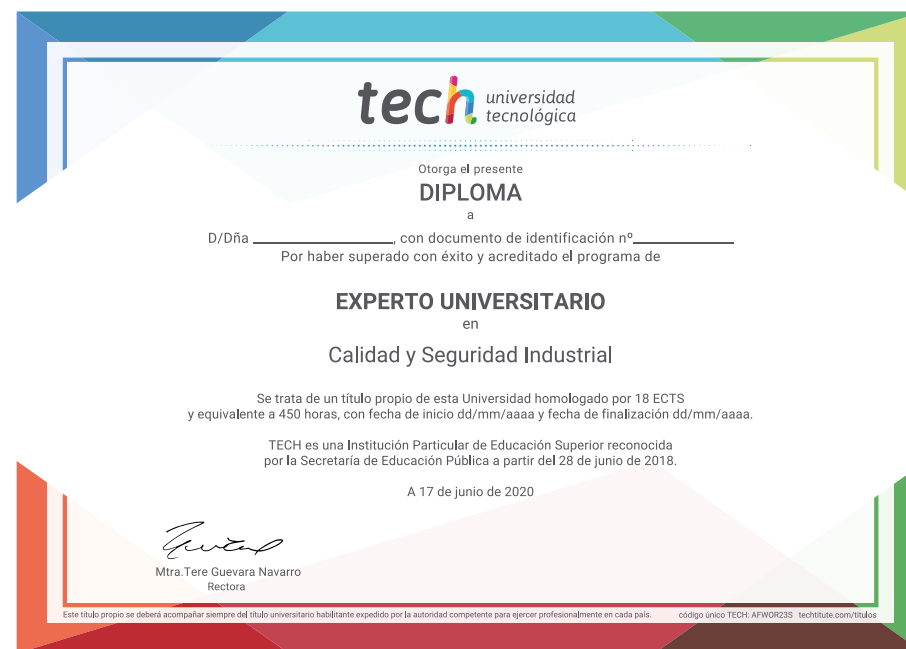 tech universidad
tecnológica
Otorga el presente
DIPLOMA
a
D/Dña ____________________, con documento de identificación nº______________
Por haber superado con éxito y acreditado el programa de
EXPERTO UNIVERSITARIO
en
Calidad y Seguridad Industrial
Se trata de un título propio de esta Universidad homologado por 18 ECTS
y equivalente a 450 horas, con fecha de inicio dd/mm/aaaa y fecha de finalización dd/mm/aaaa.
TECH es una Institución Particular de Educación Superior reconocida
por la Secretaría de Educación Pública a partir del 28 de junio de 2018.
A 17 de junio de 2020
Mtra.Tere Guevara Navarro
Rectora
Este título propio se deberá acompañar siempre del título universitario habilitante expedido por la autoridad competente para ejercer profesionalmente en cada país. código único TECH: AFWOR23S techtitute.com/titulos